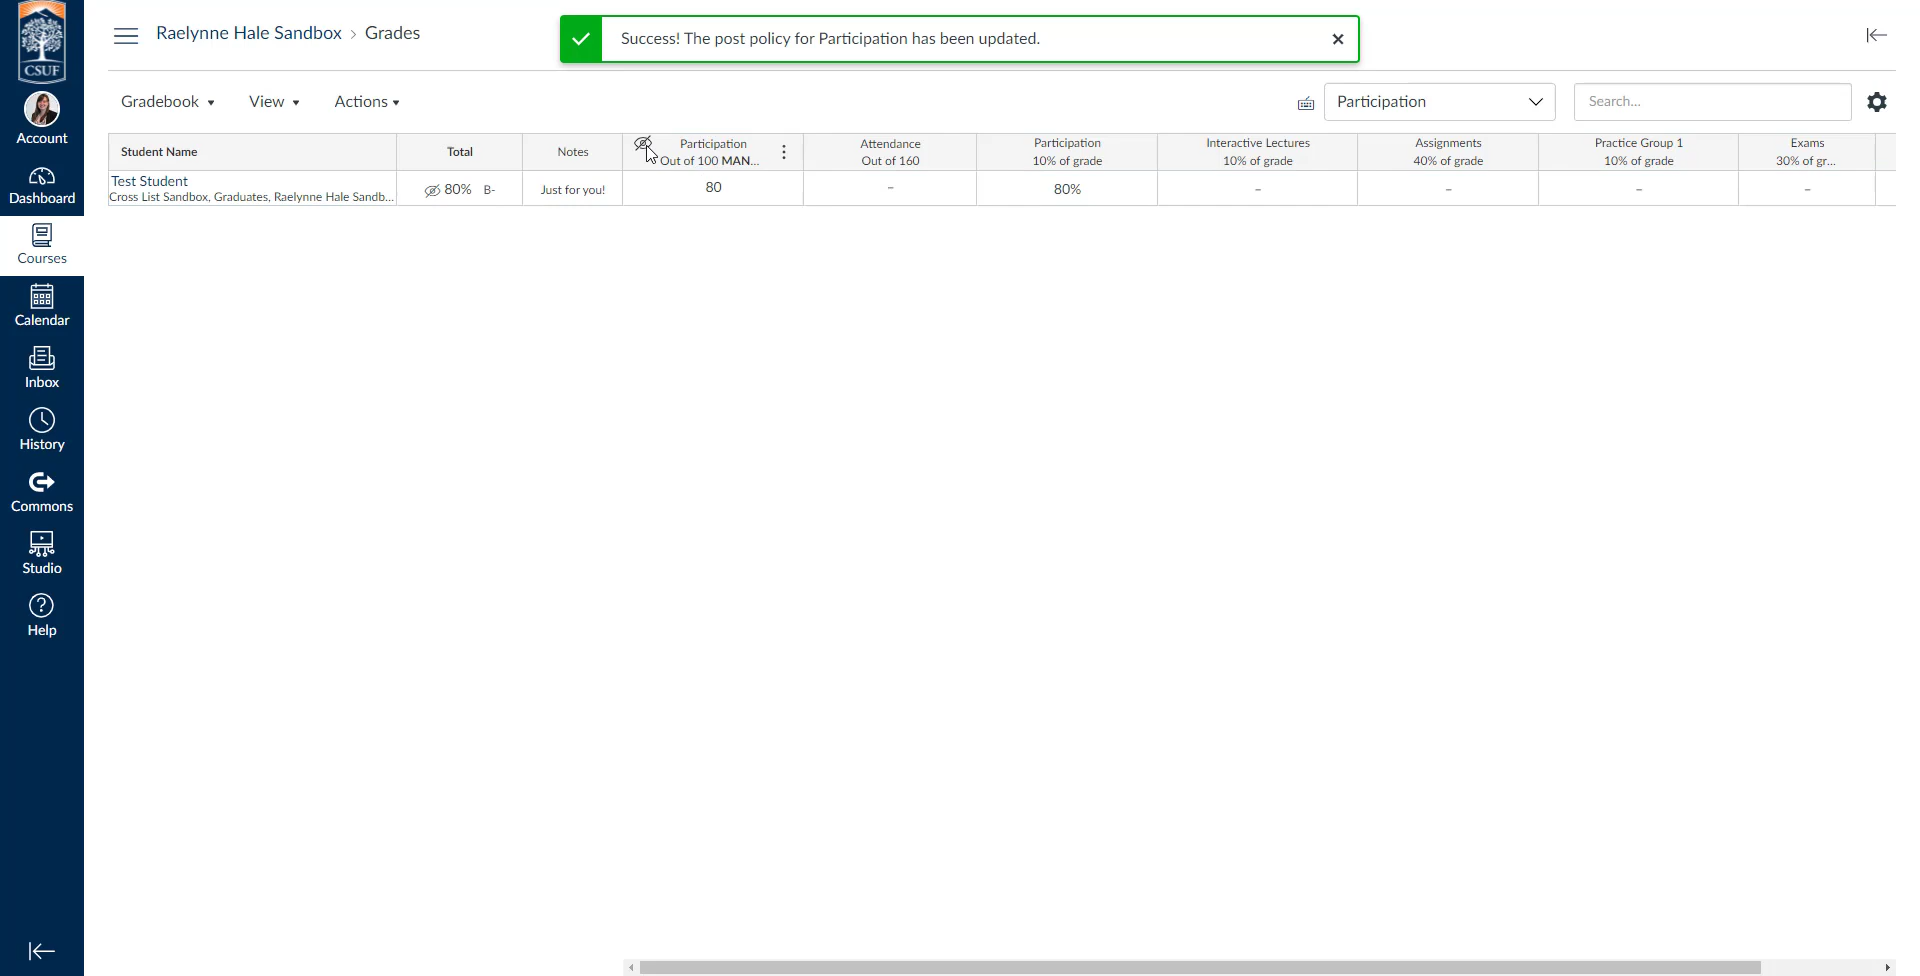 CSUF
Account
Dashboard
Courses
Calendar
Inbox
History
Commons
Studio
Help
Raelynne Hale Sandbox › Grades
Success! The post policy for Participation has been updated.
Gradebook
View
Actions
Participation
Search...
Student Name
Total
Notes
Participation
Out of 100 MAN...
Attendance
Out of 160
Participation
10% of grade
Interactive Lectures
10% of grade
Assignments
40% of grade
Practice Group 1
10% of grade
Exams
30% of gr...
Test Student
Cross List Sandbox, Graduates, Raelynne Hale Sandb...
80% B-
Just for you!
80
–
80%
–
–
–
–